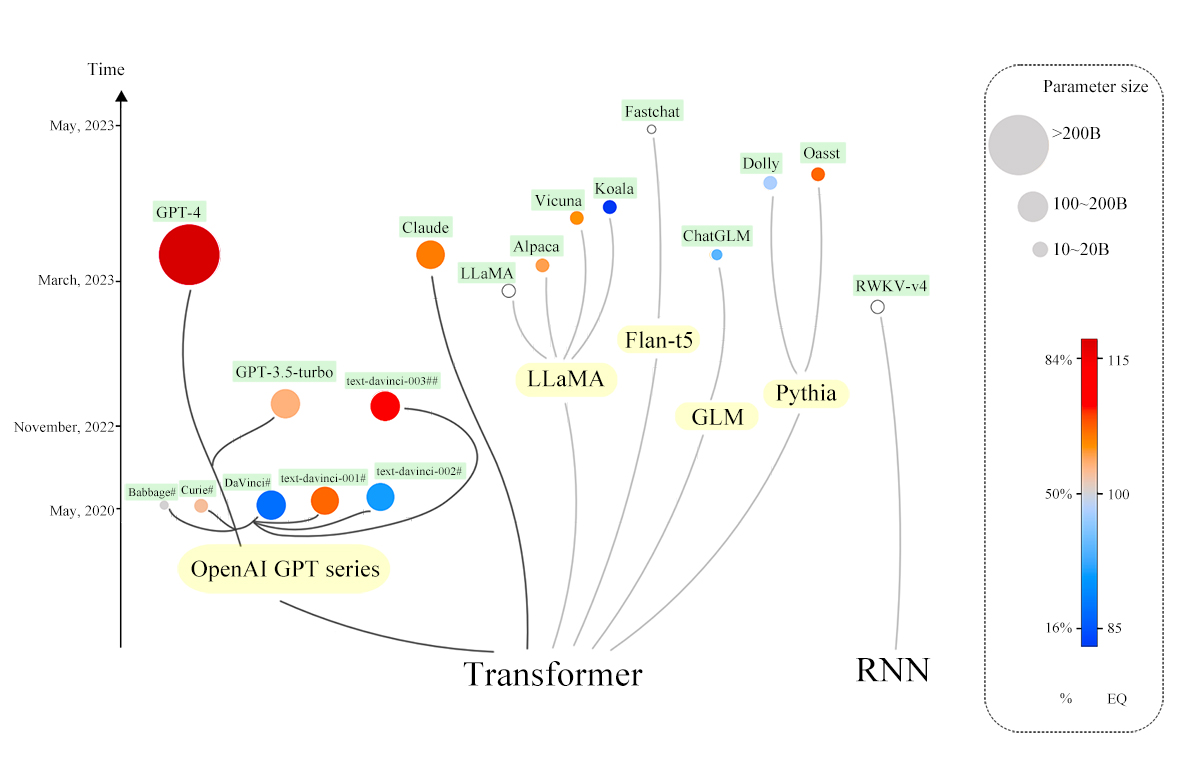 Time
May, 2023
March, 2023
November, 2022
May, 2020
GPT-4
Claude
LLaMA
Alpaca
Vicuna
Koala
Fastchat
ChatGLM
Dolly
Oasst
RWKV-v4
GPT-3.5-turbo
text-davinci-003##
Babbage#
Curie#
DaVinci#
text-davinci-001#
text-davinci-002#
Flan-t5
LLaMA
GLM
Pythia
OpenAI GPT series
Transformer
RNN
Parameter size
>200B
100~200B
10~20B
84% 115
50% 100
16% 85
% EQ